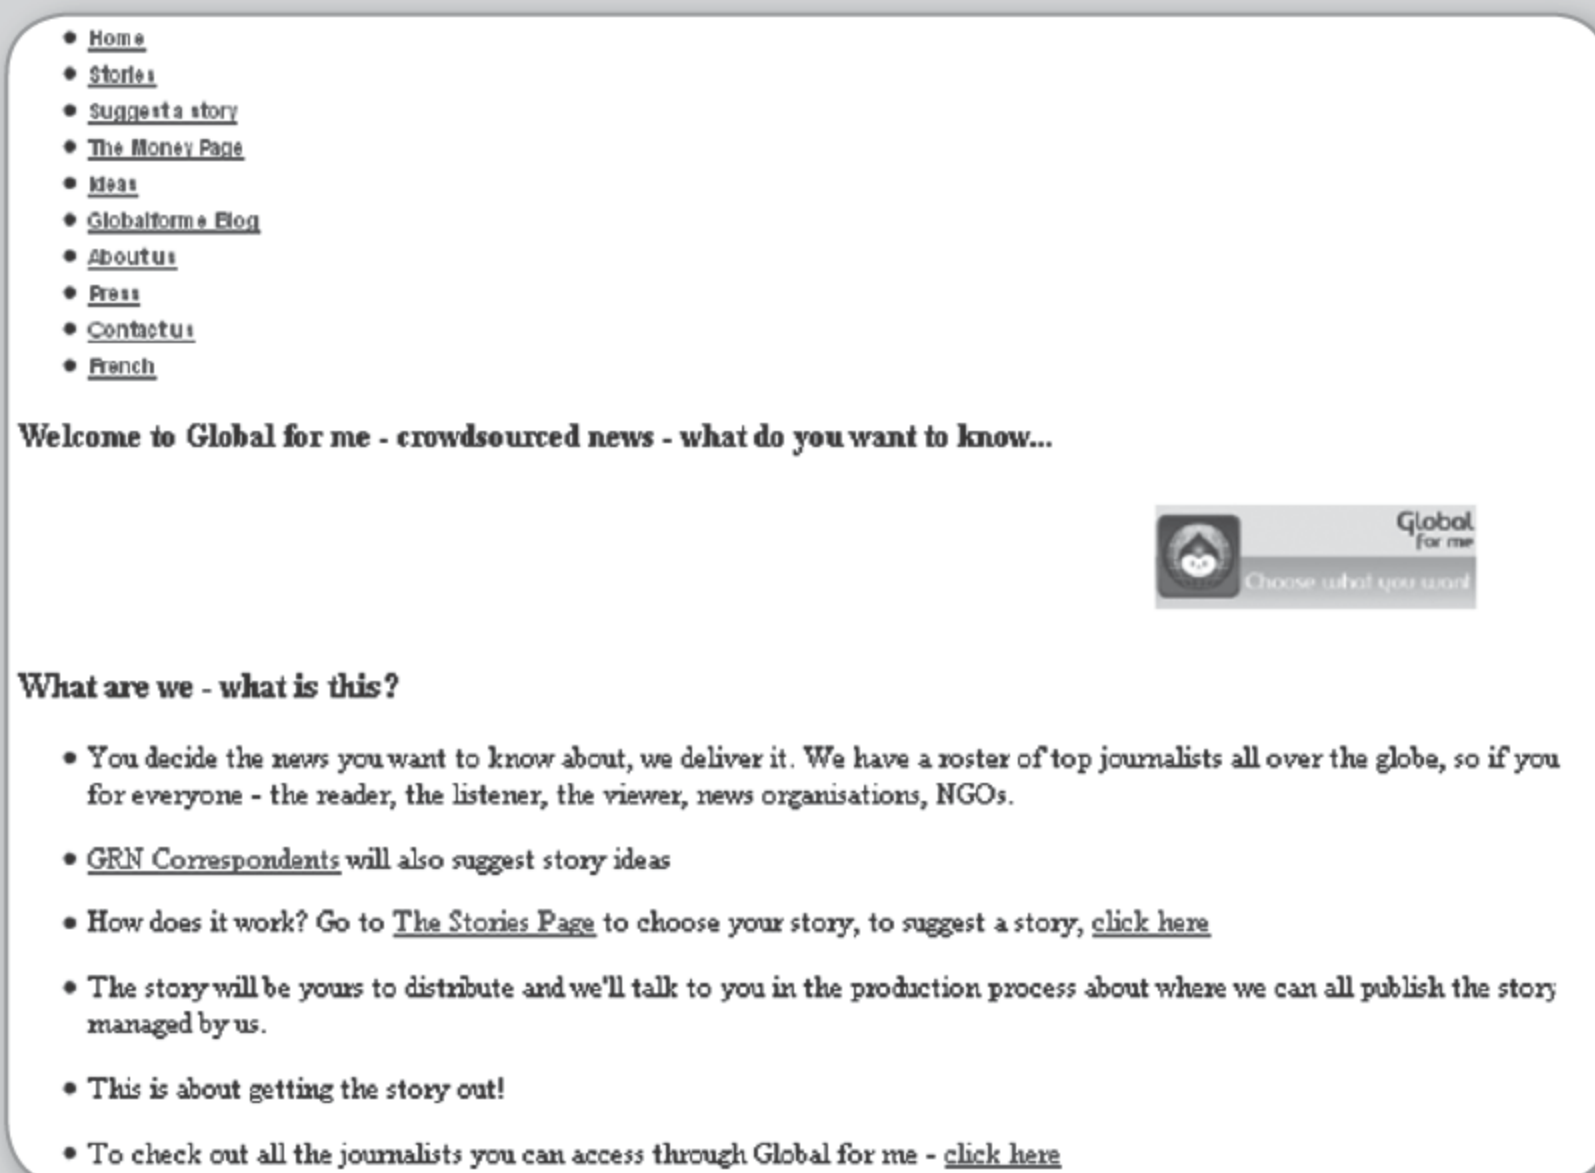 Home
Stories
Suggest a story
The Money Page
Ideas
Globalforme Blog
About us
Press
Contact us
French
Welcome to Global for me - crowdsourced news - what do you want to know...
Global
for me
Choose what you want
What are we - what is this?
You decide the news you want to know about, we deliver it. We have a roster of top journalists all over the globe, so if you
for everyone - the reader, the listener, the viewer, news organisations, NGOs.
GRN Correspondents will also suggest story ideas
How does it work? Go to The Stories Page to choose your story, to suggest a story, click here
The story will be yours to distribute and we'll talk to you in the production process about where we can all publish the story
managed by us.
This is about getting the story out!
To check out all the journalists you can access through Global for me - click here